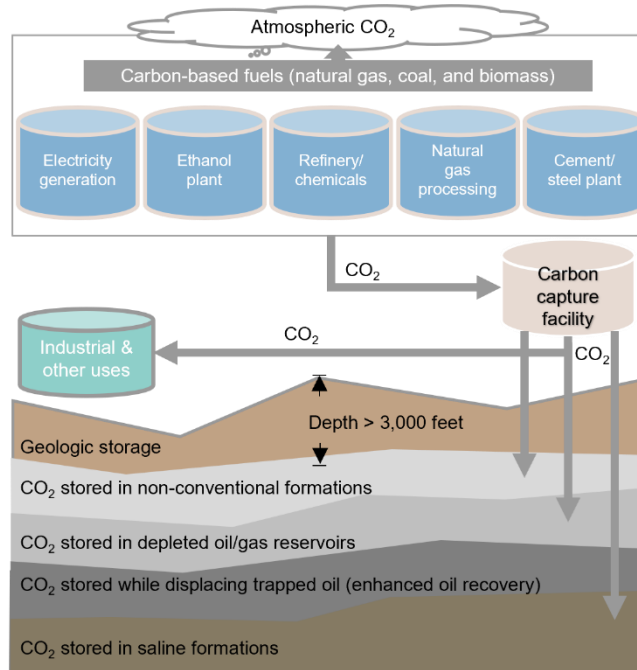 Atmospheric CO₂
Carbon-based fuels (natural gas, coal, and biomass)
Electricity
generation
Ethanol
plant
Refinery/
chemicals
Natural
gas
processing
Cement/
steel plant
CO₂
Carbon
capture
facility
Industrial &
other uses
CO₂
CO₂
Depth > 3,000 feet
Geologic storage
CO₂ stored in non-conventional formations
CO₂ stored in depleted oil/gas reservoirs
CO₂ stored while displacing trapped oil (enhanced oil recovery)
CO₂ stored in saline formations